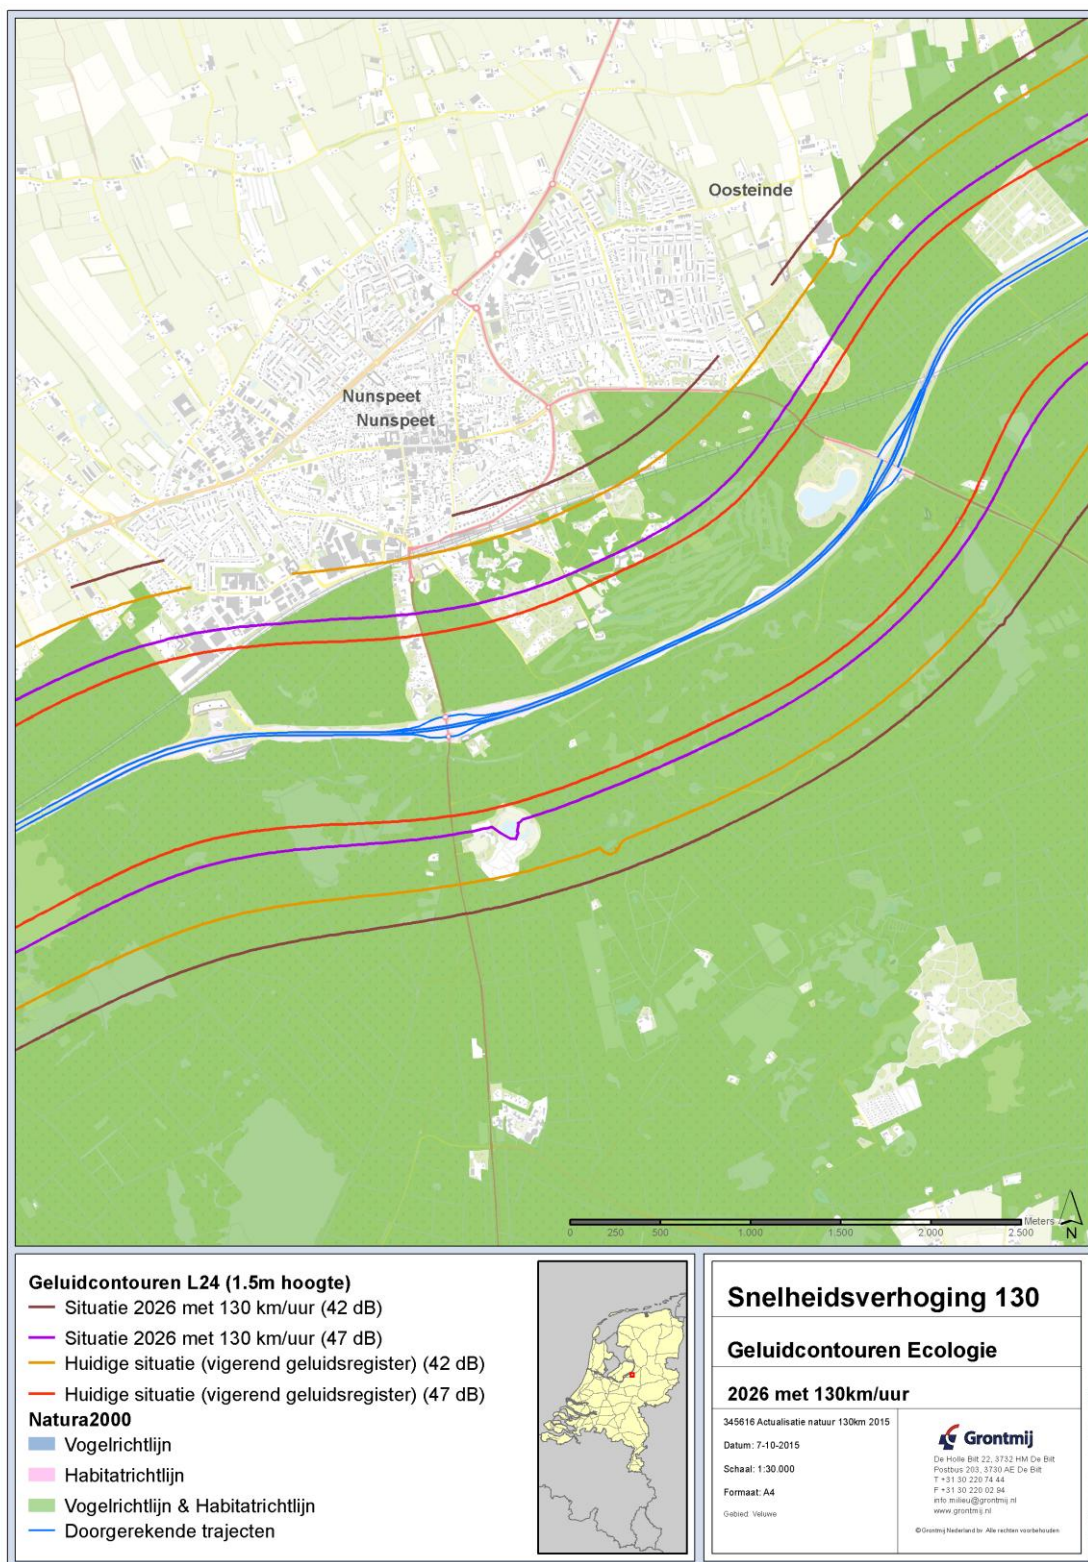 Oosteinde
Nunspeet
Nunspeet
Meters
0 250 500 1.000 1.500 2.000 2.500
N
Geluidcontouren L24 (1.5m hoogte)
Situatie 2026 met 130 km/uur (42 dB)
Situatie 2026 met 130 km/uur (47 dB)
Huidige situatie (vigerend geluidsregister) (42 dB)
Huidige situatie (vigerend geluidsregister) (47 dB)
Natura2000
Vogelrichtlijn
Habitatrichtlijn
Vogelrichtlijn & Habitatrichtlijn
Doorgerekende trajecten
Snelheidsverhoging 130
Geluidcontouren Ecologie
2026 met 130km/uur
345616 Actualisatie natuur 130km 2015
Datum: 7-10-2015
Schaal: 1:30.000
Formaat: A4
Gebied: Veluwe
Grontmij
De Holle Bilt 22, 3732 HM De Bilt
Postbus 203, 3730 AE De Bilt
T +31 30 220 74 44
F +31 30 220 02 94
info.milieu@grontmij.nl
www.grontmij.nl
© Grontmij Nederland bv Alle rechten voorbehouden